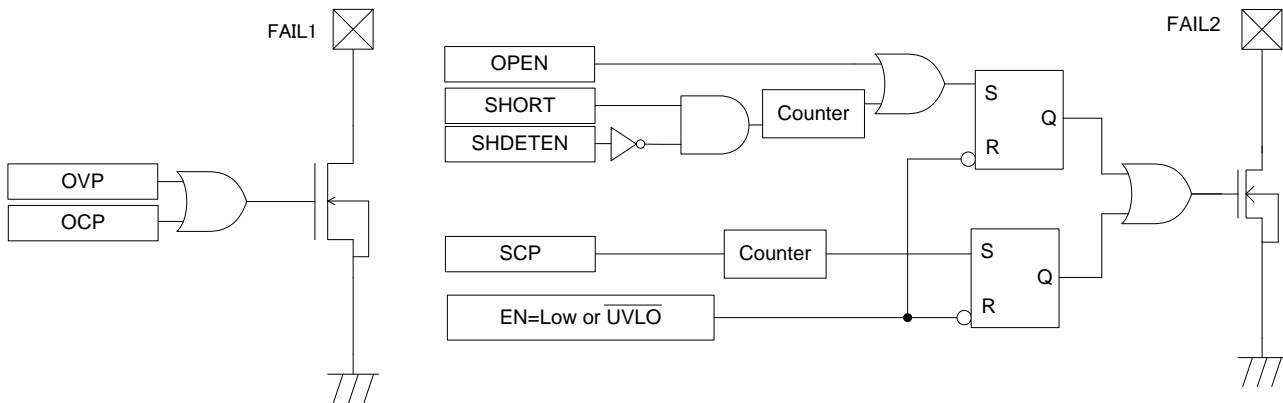 FAIL1
OVP
OCP
FAIL2
OPEN
SHORT
SHDETEN
Counter
S
R
Q
SCP
Counter
S
R
Q
EN=Low or UVLO